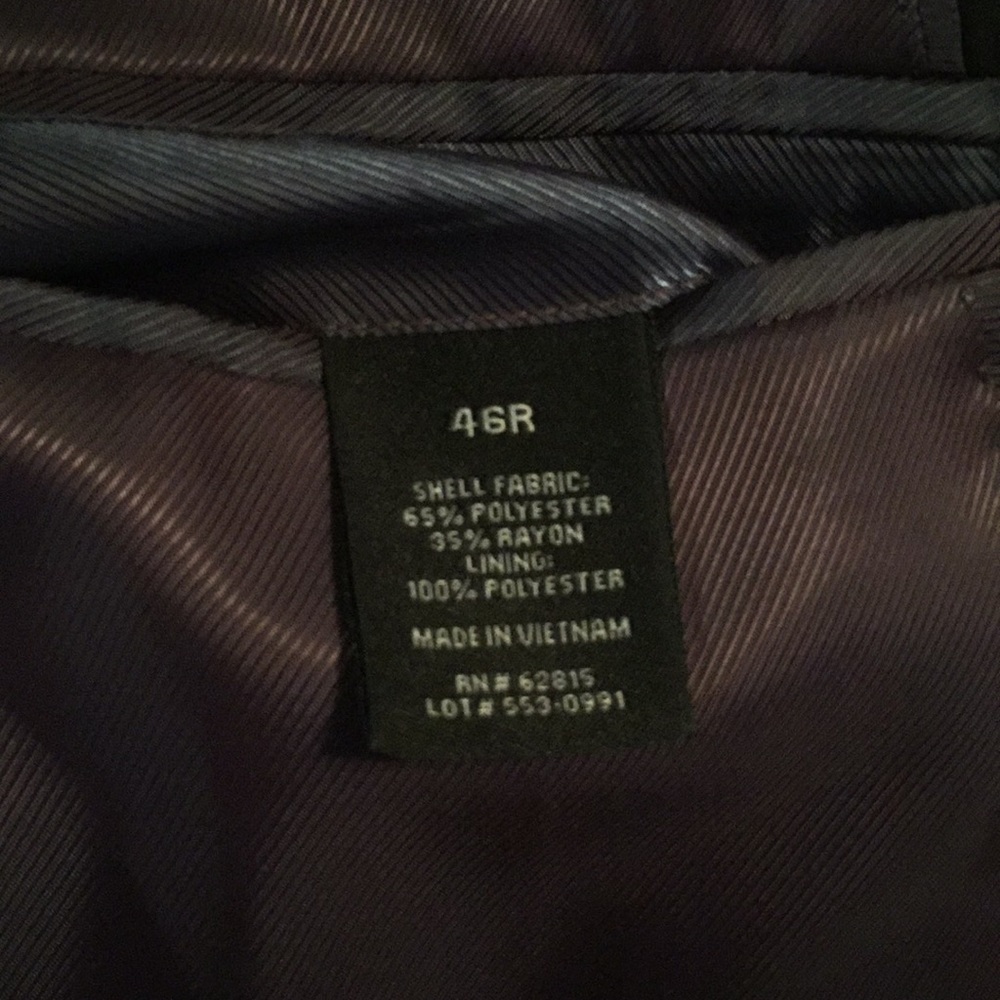 46R
SHELL FABRIC:
65% POLYESTER
35% RAYON
LINING:
100% POLYESTER
MADE IN VIETNAM
RN# 62815
LOT# 553-0991